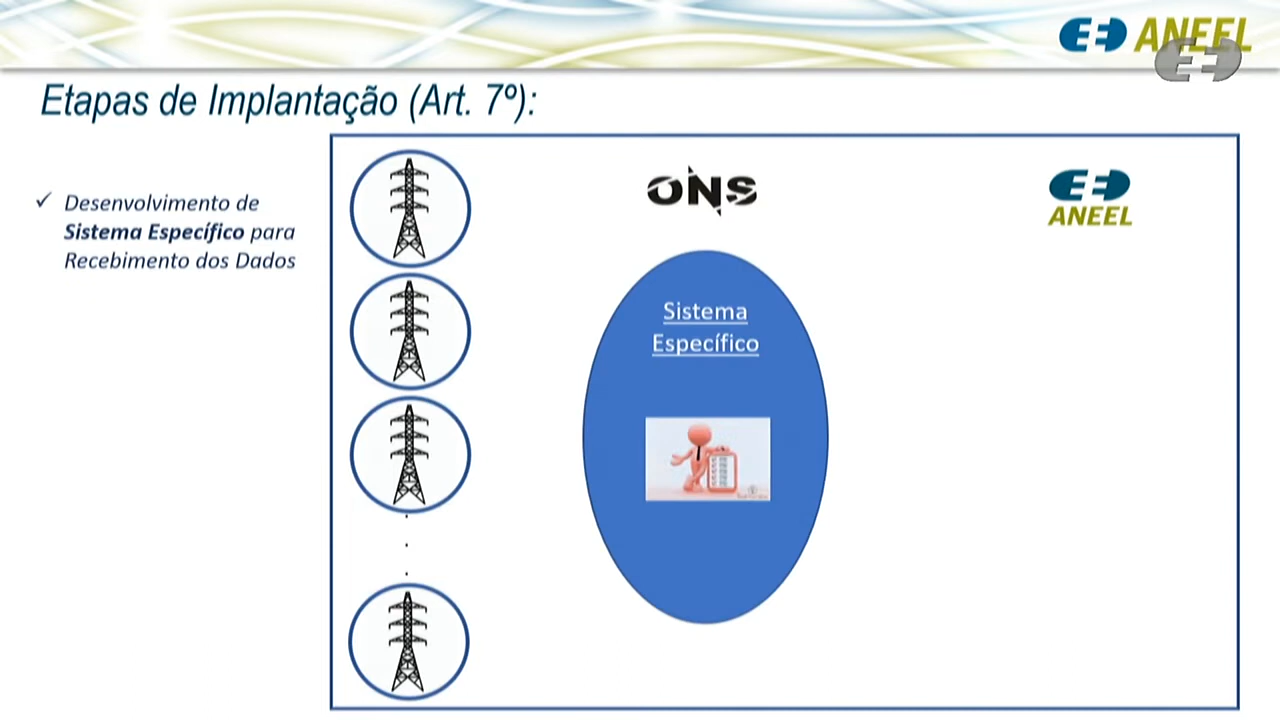 ANEEL
Etapas de Implantação (Art. 7º):
✓ Desenvolvimento de
Sistema Específico para
Recebimento dos Dados
ONS
ANEEL
Sistema
Específico